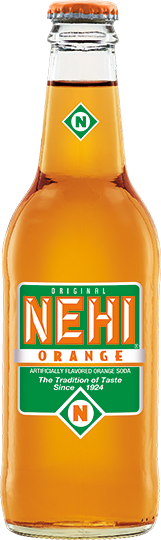 N
ORIGINAL
NEHI
ORANGE
ARTIFICIALLY FLAVORED ORANGE SODA
The Tradition of Taste
Since 1924
N